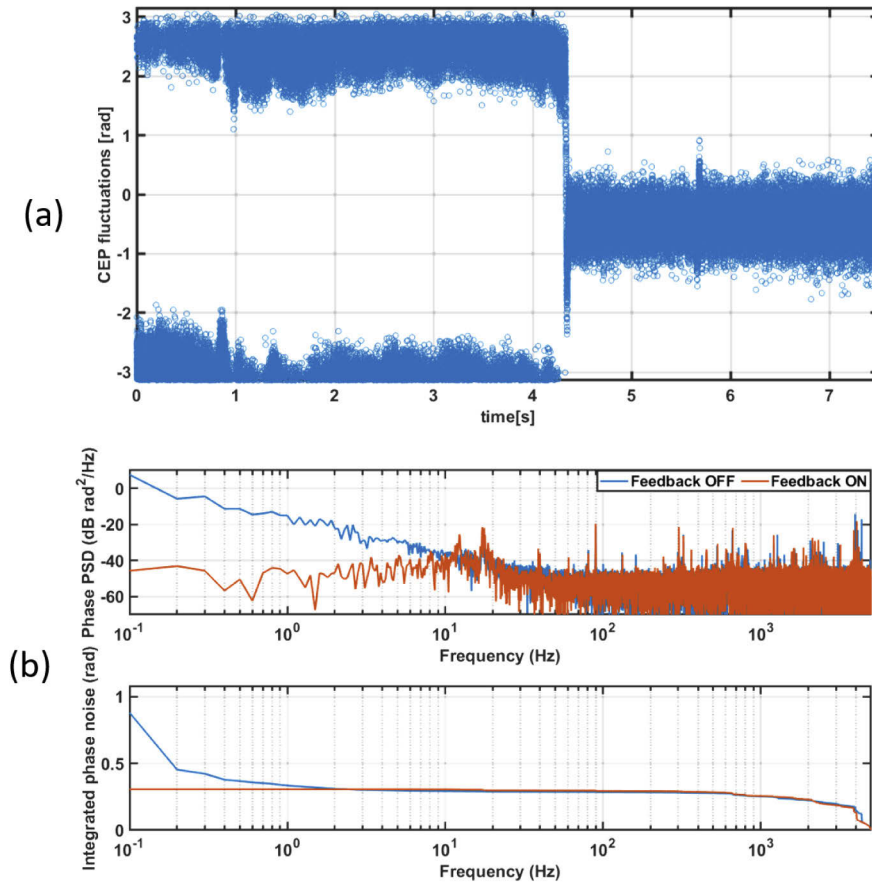 (a)
CEP fluctuations [rad]
3
2
1
0
-1
-2
-3
0 1 2 3 4 5 6 7
time[s]
(b)
Phase PSD (dB rad²/Hz)
0
-20
-40
-60
Feedback OFF Feedback ON
10⁻¹ 10⁰ 10¹ 10² 10³
Frequency (Hz)
Integrated phase noise (rad)
1
0.5
0
10⁻¹ 10⁰ 10¹ 10² 10³
Frequency (Hz)